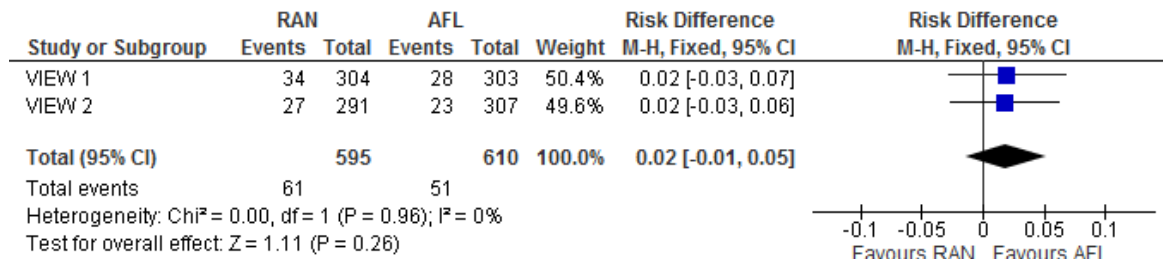 RAN AFL Risk Difference Risk Difference
Study or Subgroup Events Total Events Total Weight M-H, Fixed, 95% CI M-H, Fixed, 95% CI
VIEW 1 34 304 28 303 50.4% 0.02 [-0.03, 0.07]
VIEW 2 27 291 23 307 49.6% 0.02 [-0.03, 0.06]
Total (95% CI) 595 610 100.0% 0.02 [-0.01, 0.05]
Total events 61 51
Heterogeneity: Chi² = 0.00, df = 1 (P = 0.96); I² = 0%
Test for overall effect: Z = 1.11 (P = 0.26)
-0.1 -0.05 0 0.05 0.1
Favours RAN Favours AFL